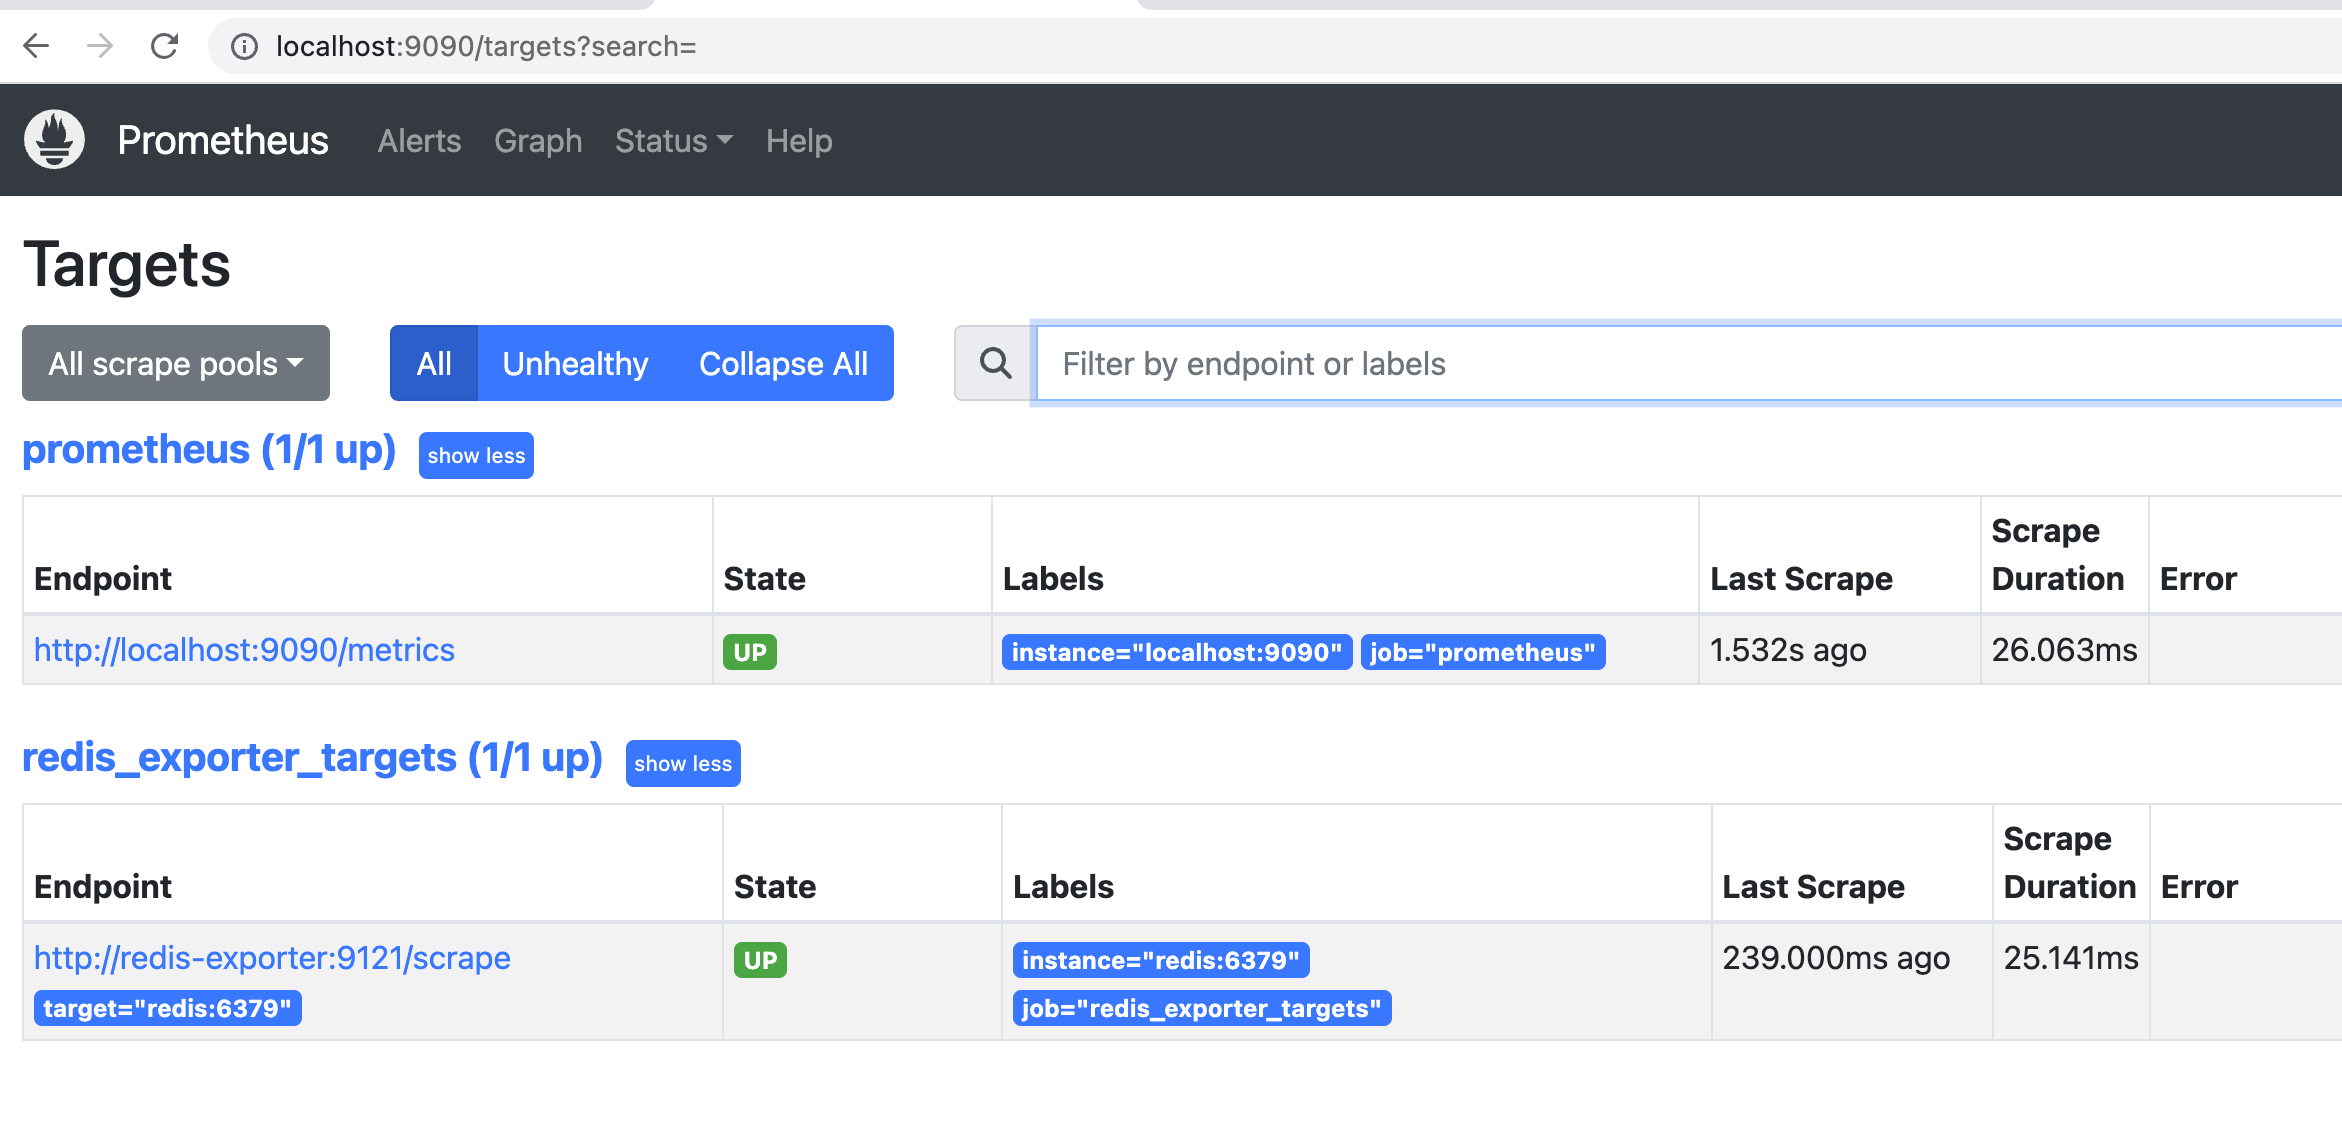 localhost:9090/targets?search=
Prometheus Alerts Graph Status Help
Targets
All scrape pools All Unhealthy Collapse All Filter by endpoint or labels
prometheus (1/1 up) show less
Endpoint State Labels Last Scrape Scrape Duration Error
http://localhost:9090/metrics UP instance="localhost:9090" job="prometheus" 1.532s ago 26.063ms
redis_exporter_targets (1/1 up) show less
Endpoint State Labels Last Scrape Scrape Duration Error
http://redis-exporter:9121/scrape UP instance="redis:6379" 239.000ms ago 25.141ms
target="redis:6379" job="redis_exporter_targets"